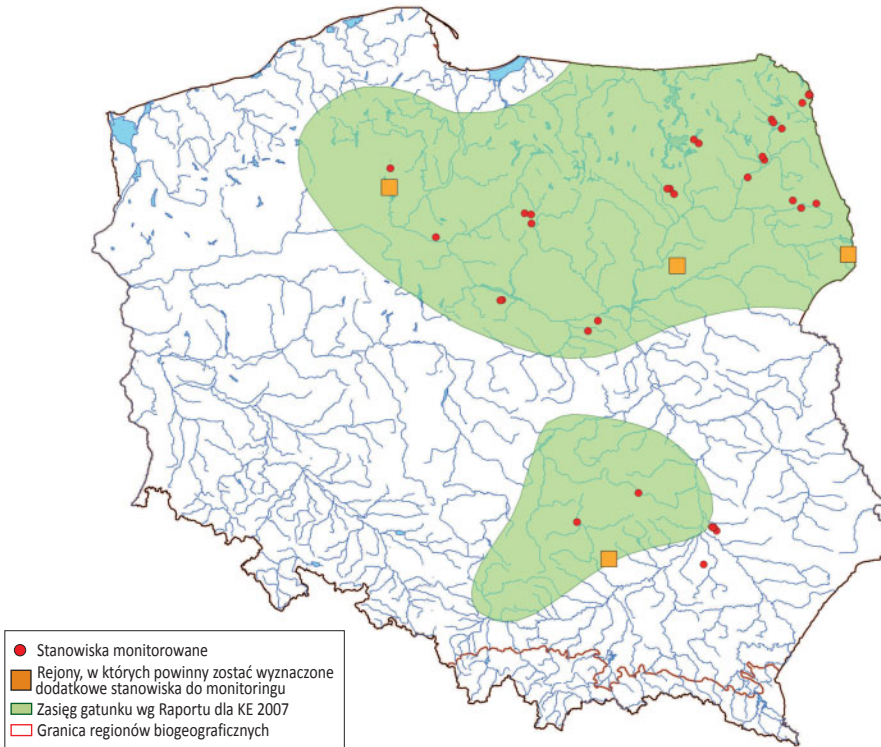 Stanowiska monitorowane
Rejony, w których powinny zostać wyznaczone
dodatkowe stanowiska do monitoringu
Zasięg gatunku wg Raportu dla KE 2007
Granica regionów biogeograficznych